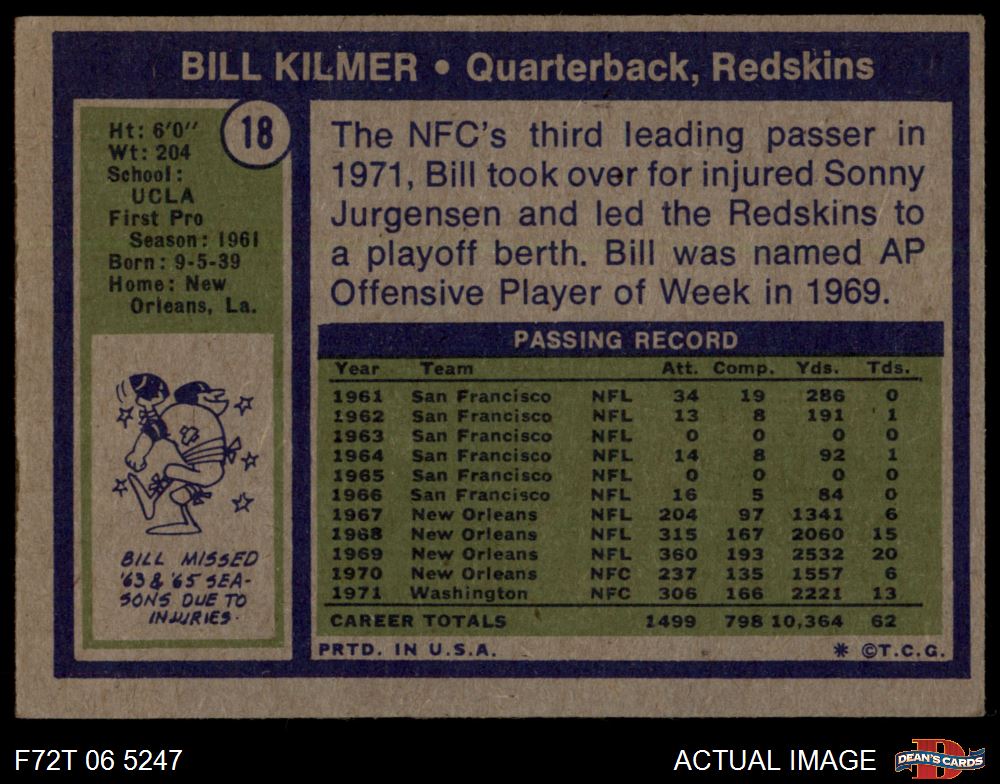 BILL KILMER • Quarterback, Redskins
18
Ht: 6'0''
Wt: 204
School:
UCLA
First Pro
Season: 1961
Born: 9-5-39
Home: New
Orleans, La.
BILL MISSED
'63 & '65 SEA-
SONS DUE TO
INJURIES.
The NFC's third leading passer in
1971, Bill took over for injured Sonny
Jurgensen and led the Redskins to
a playoff berth. Bill was named AP
Offensive Player of Week in 1969.
PASSING RECORD
Year Team Att. Comp. Yds. Tds.
1961 San Francisco NFL 34 19 286 0
1962 San Francisco NFL 13 8 191 1
1963 San Francisco NFL 0 0 0 0
1964 San Francisco NFL 14 8 92 1
1965 San Francisco NFL 0 0 0 0
1966 San Francisco NFL 16 5 84 0
1967 New Orleans NFL 204 97 1341 6
1968 New Orleans NFL 315 167 2060 15
1969 New Orleans NFL 360 193 2532 20
1970 New Orleans NFC 237 135 1557 6
1971 Washington NFC 306 166 2221 13
CAREER TOTALS 1499 798 10,364 62
PRTD. IN U.S.A. * ©T.C.G.
F72T 06 5247 ACTUAL IMAGE
DEAN'S CARDS